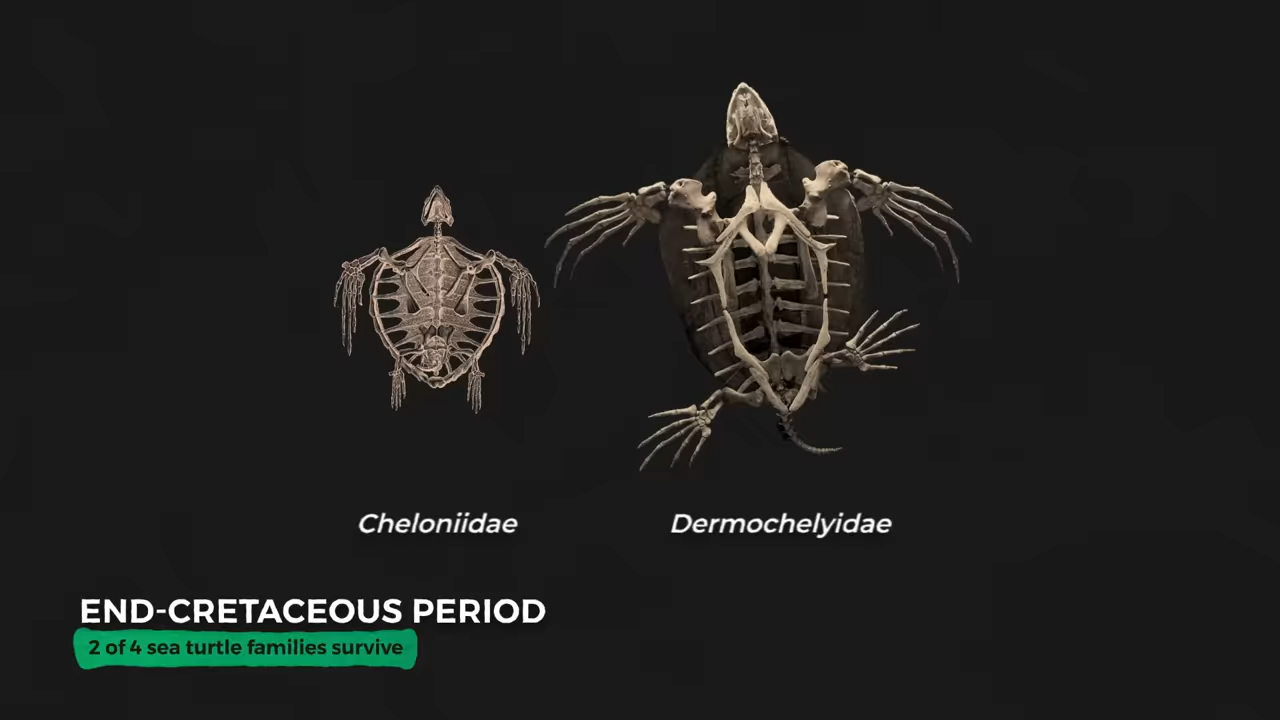 Cheloniidae
Dermochelyidae
END-CRETACEOUS PERIOD
2 of 4 sea turtle families survive